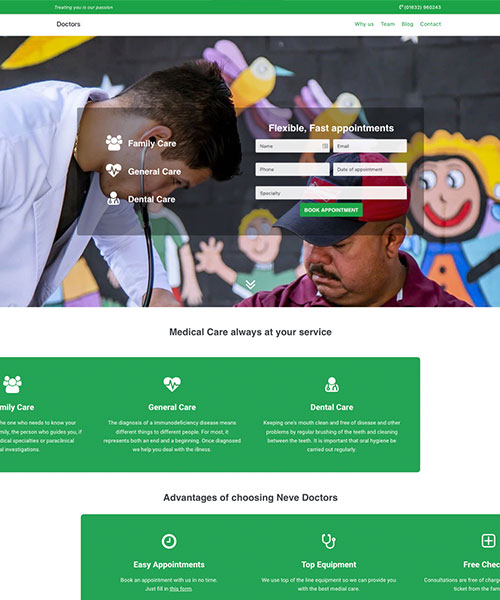 Treating you is our passion
(01632) 960243
Doctors
Why us Team Blog Contact
Flexible, Fast appointments
Family Care
General Care
Dental Care
Name
Email
Phone
Date of appointment
Specialty
BOOK APPOINTMENT
Medical Care always at your service
mily Care
he one who needs to know your
mily, the person who guides you, if
dical specialties or paraclinical
al investigations.
General Care
The diagnosis of a immunodeficiency disease means
different things to different people. For most, it
represents both an end and a beginning. Once diagnosed
we help you deal with the illness.
Dental Care
Keeping one's mouth clean and free of disease and other
problems by regular brushing of the teeth and cleaning
between the teeth. It is important that oral hygiene be
carried out regularly.
Advantages of choosing Neve Doctors
Easy Appointments
Book an appointment with us in no time.
Just fill in this form.
Top Equipment
We use top of the line equipment so we can provide you
with the best medial care.
Free Chec
Consultations are free of charg
ticket from the fam